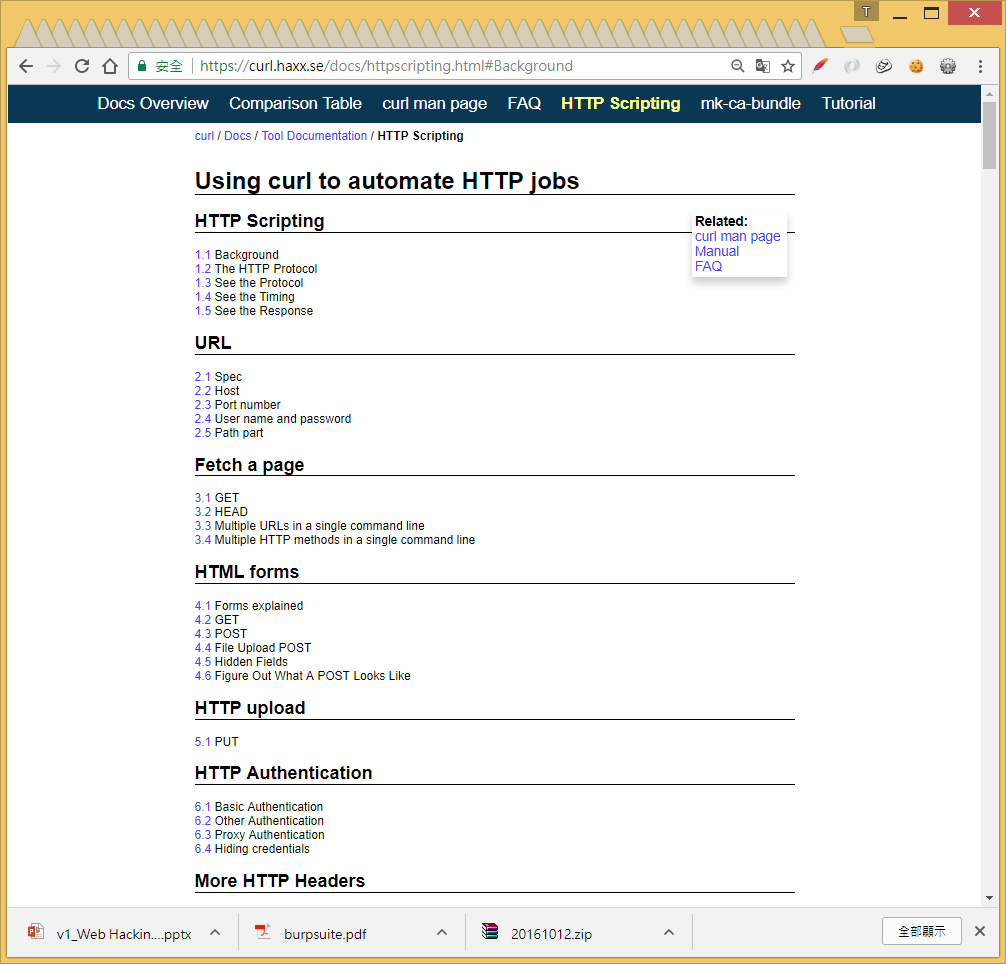 T
安全
https://curl.haxx.se/docs/httpscripting.html#Background
Docs Overview Comparison Table curl man page FAQ HTTP Scripting mk-ca-bundle Tutorial
curl / Docs / Tool Documentation / HTTP Scripting
Using curl to automate HTTP jobs
HTTP Scripting
Related:
curl man page
Manual
FAQ
1.1 Background
1.2 The HTTP Protocol
1.3 See the Protocol
1.4 See the Timing
1.5 See the Response
URL
2.1 Spec
2.2 Host
2.3 Port number
2.4 User name and password
2.5 Path part
Fetch a page
3.1 GET
3.2 HEAD
3.3 Multiple URLs in a single command line
3.4 Multiple HTTP methods in a single command line
HTML forms
4.1 Forms explained
4.2 GET
4.3 POST
4.4 File Upload POST
4.5 Hidden Fields
4.6 Figure Out What A POST Looks Like
HTTP upload
5.1 PUT
HTTP Authentication
6.1 Basic Authentication
6.2 Other Authentication
6.3 Proxy Authentication
6.4 Hiding credentials
More HTTP Headers
v1_Web Hackin....pptx burpsuite.pdf 20161012.zip 全部顯示